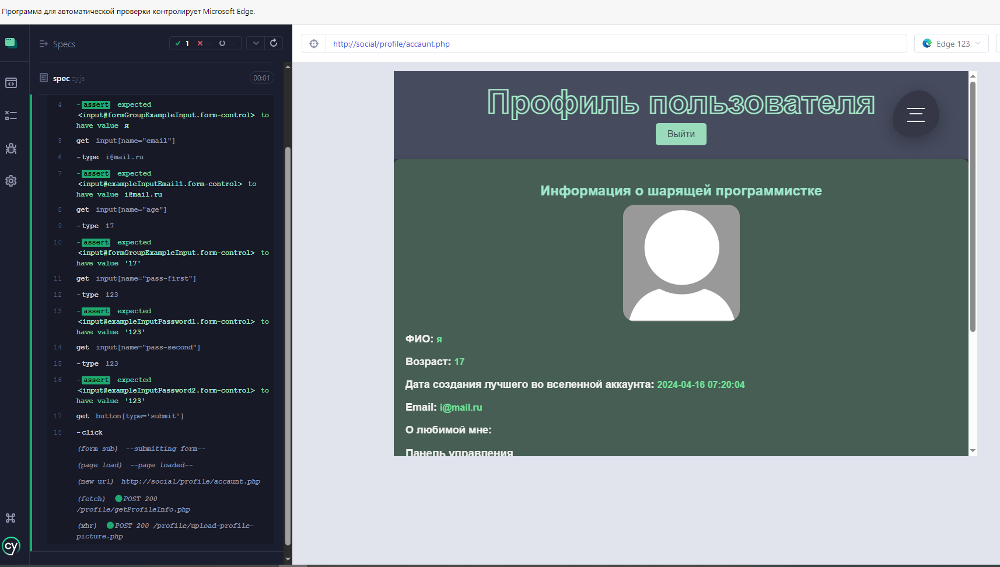 Программа для автоматической проверки контролирует Microsoft Edge.
Specs
1
--
--
http://social/profile/accaunt.php
Edge 123
spec.cy.js
00:01
4 -assert expected
<input#formGroupExampleInput.form-control> to
have value я
5 get input[name="email"]
6 -type i@mail.ru
7 -assert expected
<input#exampleInputEmail1.form-control> to
have value i@mail.ru
8 get input[name="age"]
9 -type 17
10 -assert expected
<input#formGroupExampleInput.form-control> to
have value '17'
11 get input[name="pass-first"]
12 -type 123
13 -assert expected
<input#exampleInputPassword1.form-control> to
have value '123'
14 get input[name="pass-second"]
15 -type 123
16 -assert expected
<input#exampleInputPassword2.form-control> to
have value '123'
17 get button[type='submit']
18 -click
(form sub) --submitting form--
(page load) --page loaded--
(new url) http://social/profile/accaunt.php
(fetch) POST 200
/profile/getProfileInfo.php
(xhr) POST 200 /profile/upload-profile-
picture.php
cy
Профиль пользователя
Выйти
Информация о шарящей программистке
ФИО: я
Возраст: 17
Дата создания лучшего во вселенной аккаунта: 2024-04-16 07:20:04
Email: i@mail.ru
О любимой мне:
Панель управления